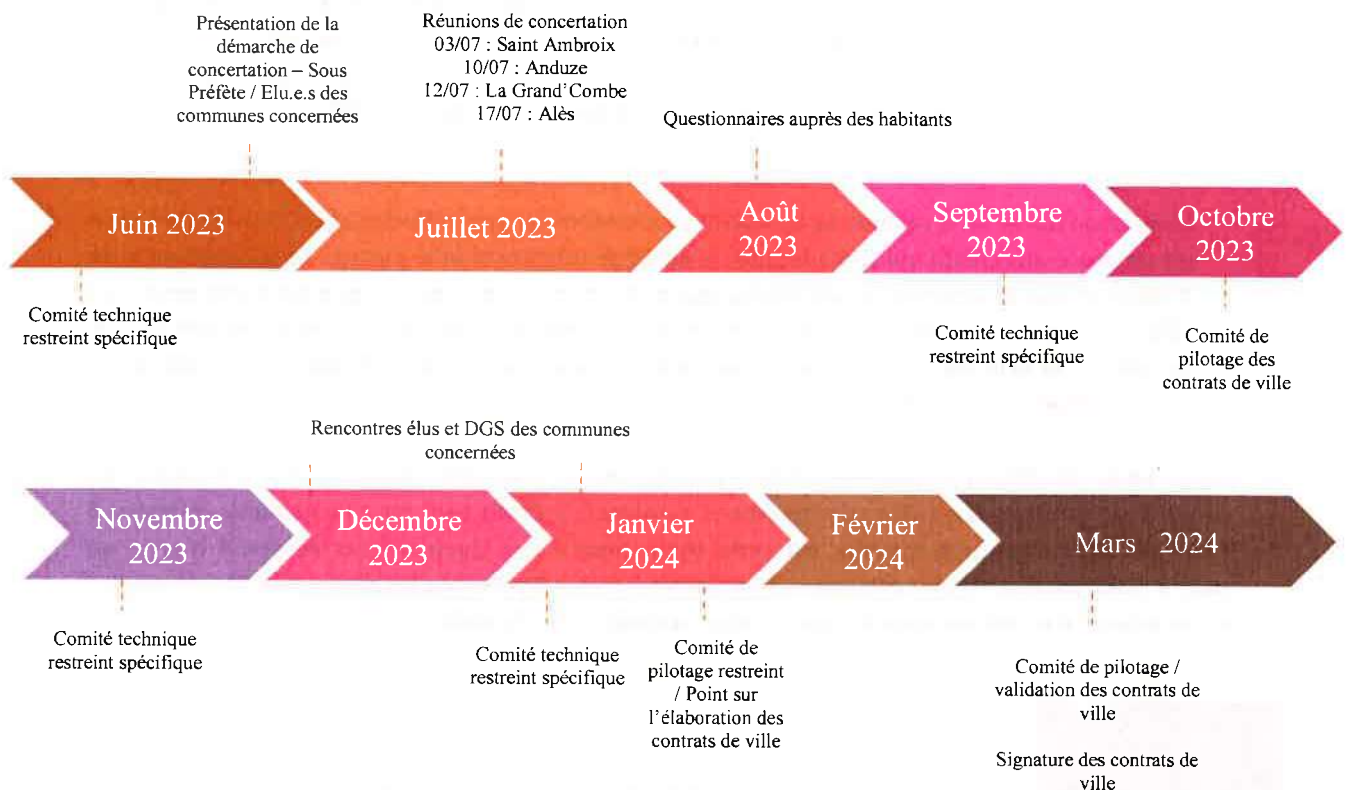 Présentation de la
démarche de
concertation – Sous
Préfète / Elu.e.s des
communes concernées
Réunions de concertation
03/07 : Saint Ambroix
10/07 : Anduze
12/07 : La Grand'Combe
17/07 : Alès
Questionnaires auprès des habitants
Juin 2023
Juillet 2023
Août
2023
Septembre
2023
Octobre
2023
Comité technique
restreint spécifique
Comité technique
restreint spécifique
Comité de
pilotage des
contrats de ville
Rencontres élus et DGS des communes
concernées
Novembre
2023
Décembre
2023
Janvier
2024
Février
2024
Mars 2024
Comité technique
restreint spécifique
Comité technique
restreint spécifique
Comité de
pilotage restreint
/ Point sur
l'élaboration des
contrats de ville
Comité de pilotage /
validation des contrats de
ville
Signature des contrats de
ville